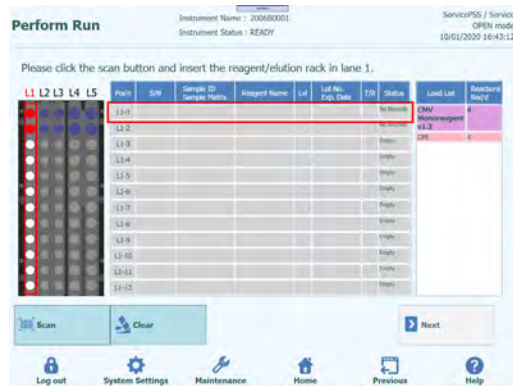 Perform Run
Instrument Name : 200680001
Instrument Status : READY
ServicePSS / Service
OPEN mode
10/01/2020 16:43:12
Please click the scan button and insert the reagent/elution rack in lane 1.
L1 L2 L3 L4 L5
Pos'n S/N Sample ID Sample Matrix Reagent Name Lvl Lot No. Exp. Date T/R Status
Load List Reactions Req'd
L1-1
L1-2
L1-3 Empty
L1-4 Empty
L1-5 Empty
L1-6 Empty
L1-7 Empty
L1-8 Empty
L1-9 Empty
L1-10 Empty
L1-11 Empty
L1-12 Empty
CMV Monoreagent v1.2 4
CPE 4
Scan
Clear
Next
Log out
System Settings
Maintenance
Home
Previous
Help